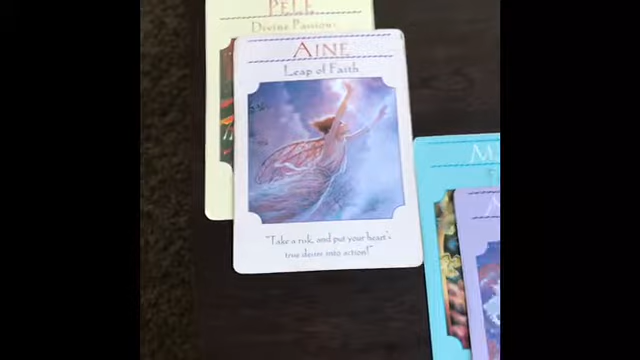 PELE
Divine Passion
AINE
Leap of Faith
"Take a risk, and put your heart's
true desire into action!"
M